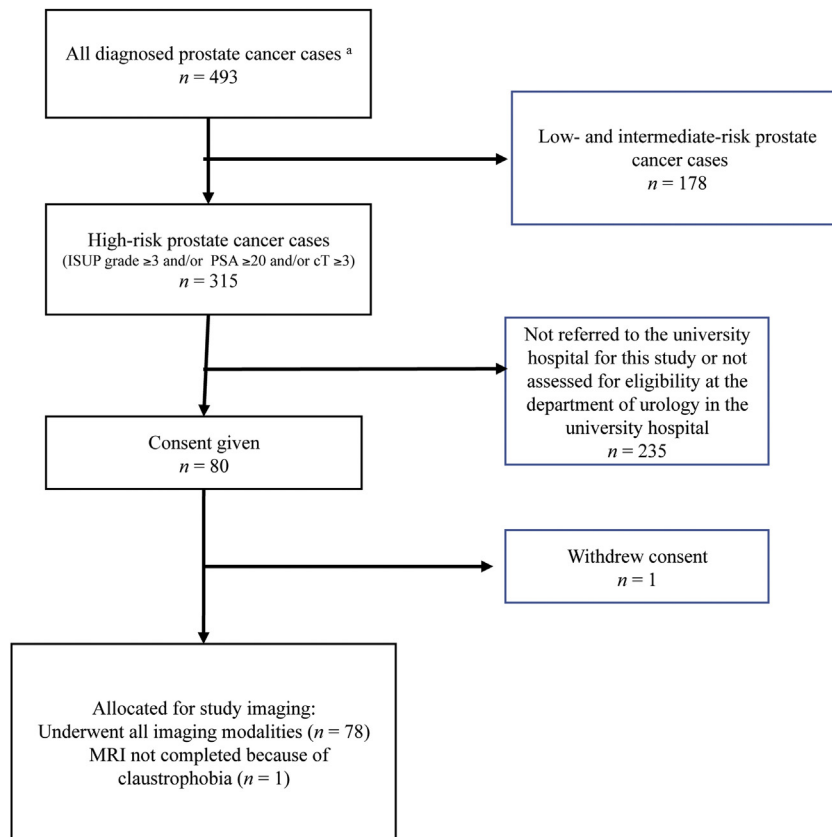 All diagnosed prostate cancer cases ᵃ
n = 493
Low- and intermediate-risk prostate
cancer cases
n = 178
High-risk prostate cancer cases
(ISUP grade ≥3 and/or PSA ≥20 and/or cT ≥3)
n = 315
Not referred to the university
hospital for this study or not
assessed for eligibility at the
department of urology in the
university hospital
n = 235
Consent given
n = 80
Withdrew consent
n = 1
Allocated for study imaging:
Underwent all imaging modalities (n = 78)
MRI not completed because of
claustrophobia (n = 1)